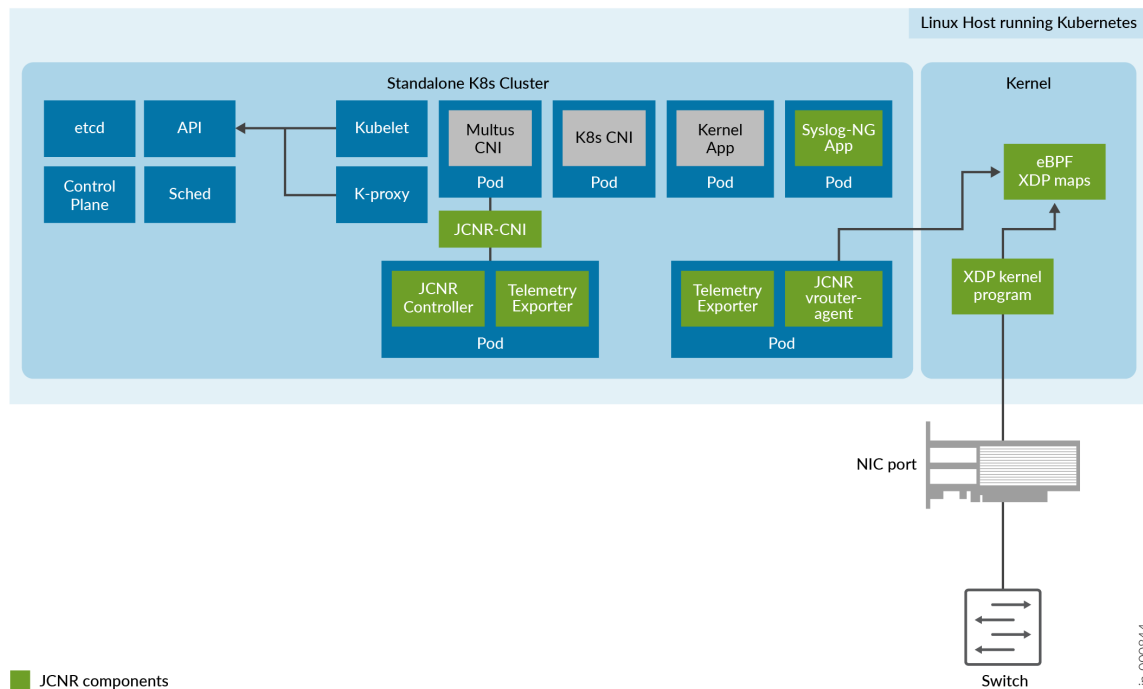 Linux Host running Kubernetes
Standalone K8s Cluster
Kernel
etcd
API
Kubelet
Multus
CNI
Pod
K8s CNI
Pod
Kernel
App
Pod
Syslog-NG
App
Pod
eBPF
XDP maps
Control
Plane
Sched
K-proxy
JCNR-CNI
JCNR
Controller
Telemetry
Exporter
Pod
Telemetry
Exporter
JCNR
vrouter-
agent
Pod
XDP kernel
program
NIC port
Switch
JCNR components